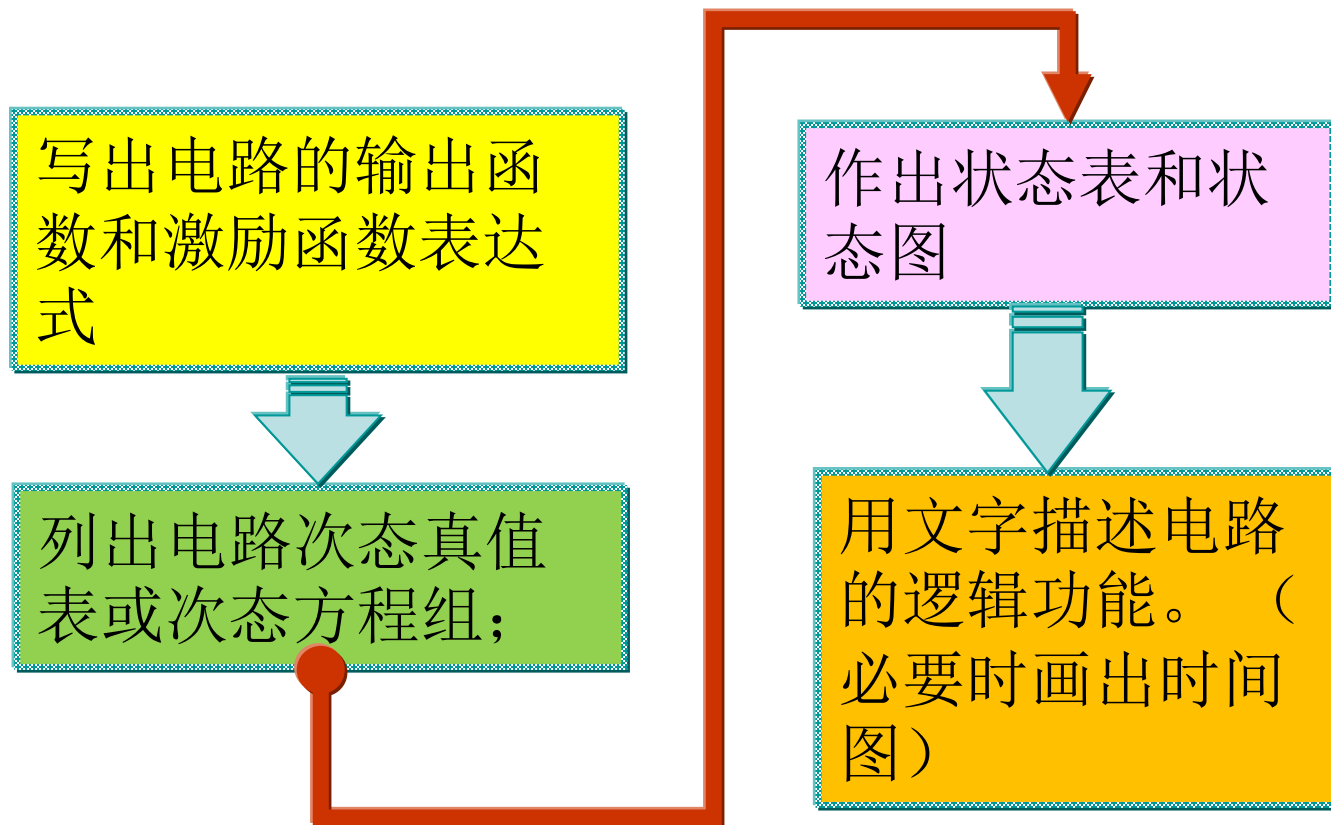 写出电路的输出函
数和激励函数表达
式
列出电路次态真值
表或次态方程组；
作出状态表和状
态图
用文字描述电路
的逻辑功能。 （
必要时画出时间
图）